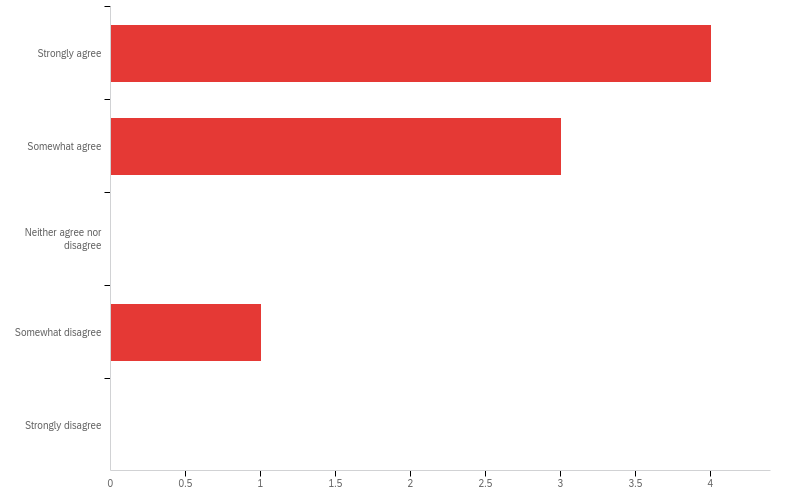 Strongly agree
Somewhat agree
Neither agree nor
disagree
Somewhat disagree
Strongly disagree
0 0.5 1 1.5 2 2.5 3 3.5 4